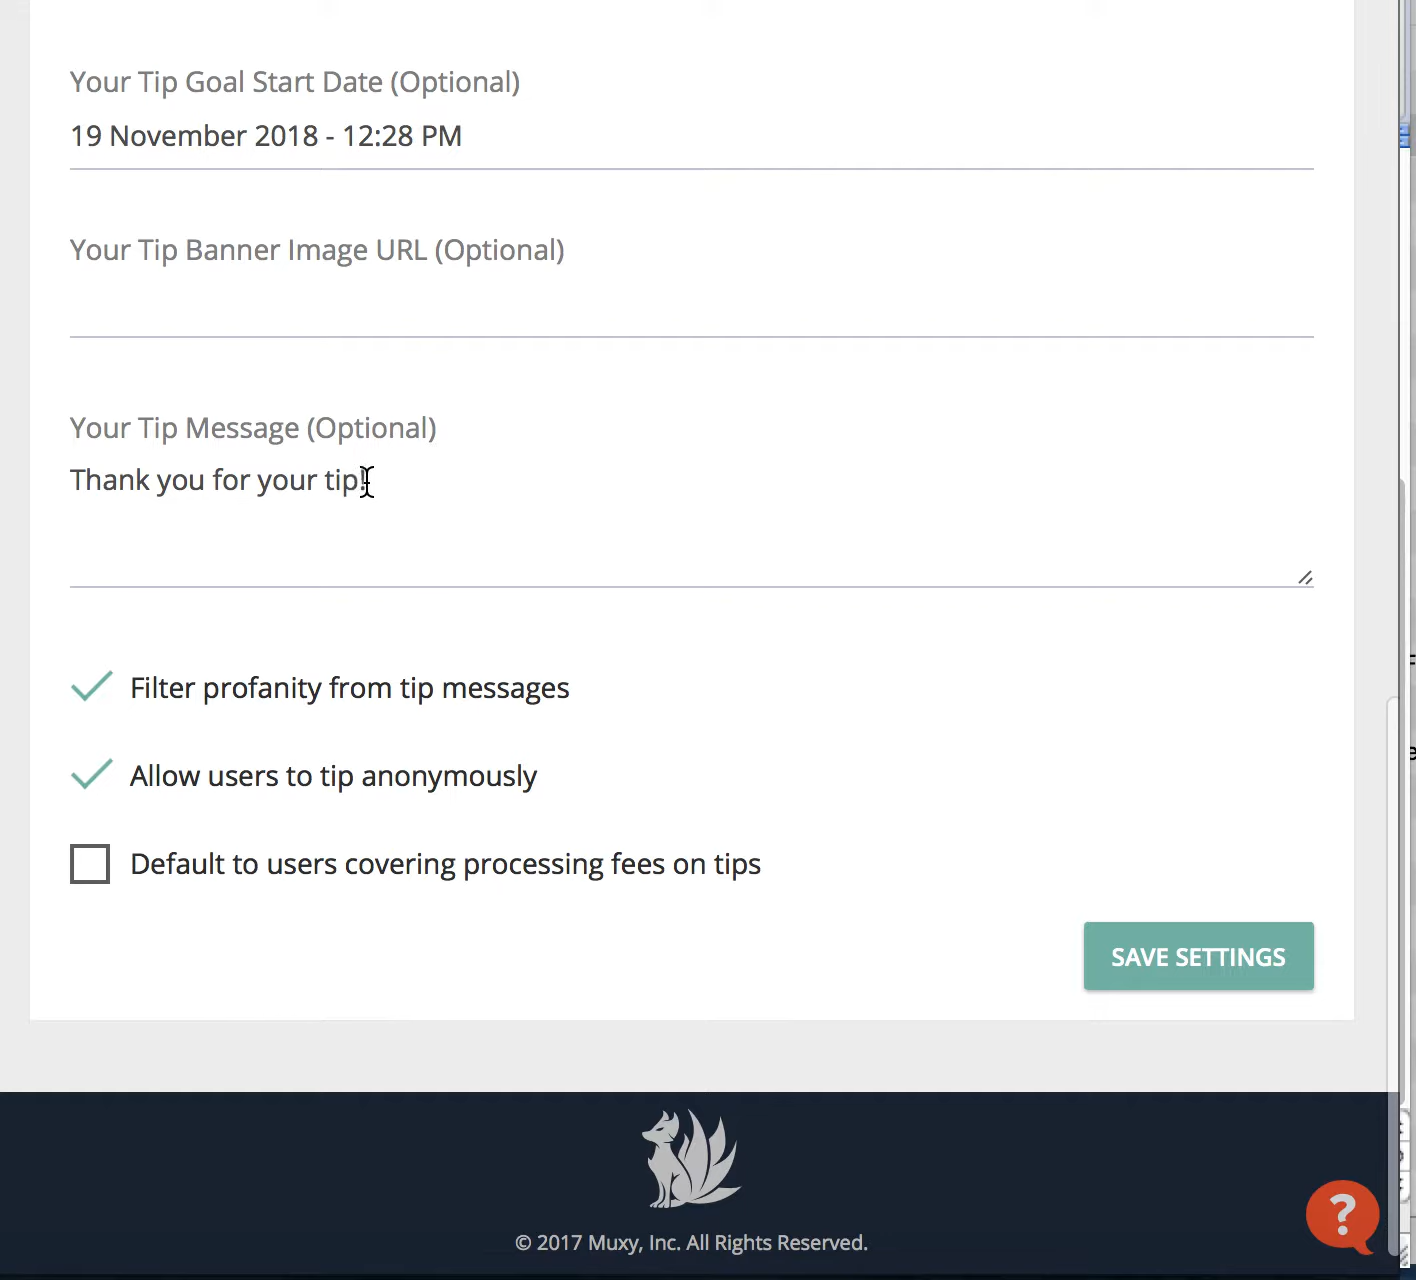 Your Tip Goal Start Date (Optional)
19 November 2018 - 12:28 PM
Your Tip Banner Image URL (Optional)
Your Tip Message (Optional)
Thank you for your tip!
Filter profanity from tip messages
Allow users to tip anonymously
Default to users covering processing fees on tips
SAVE SETTINGS
?
© 2017 Muxy, Inc. All Rights Reserved.